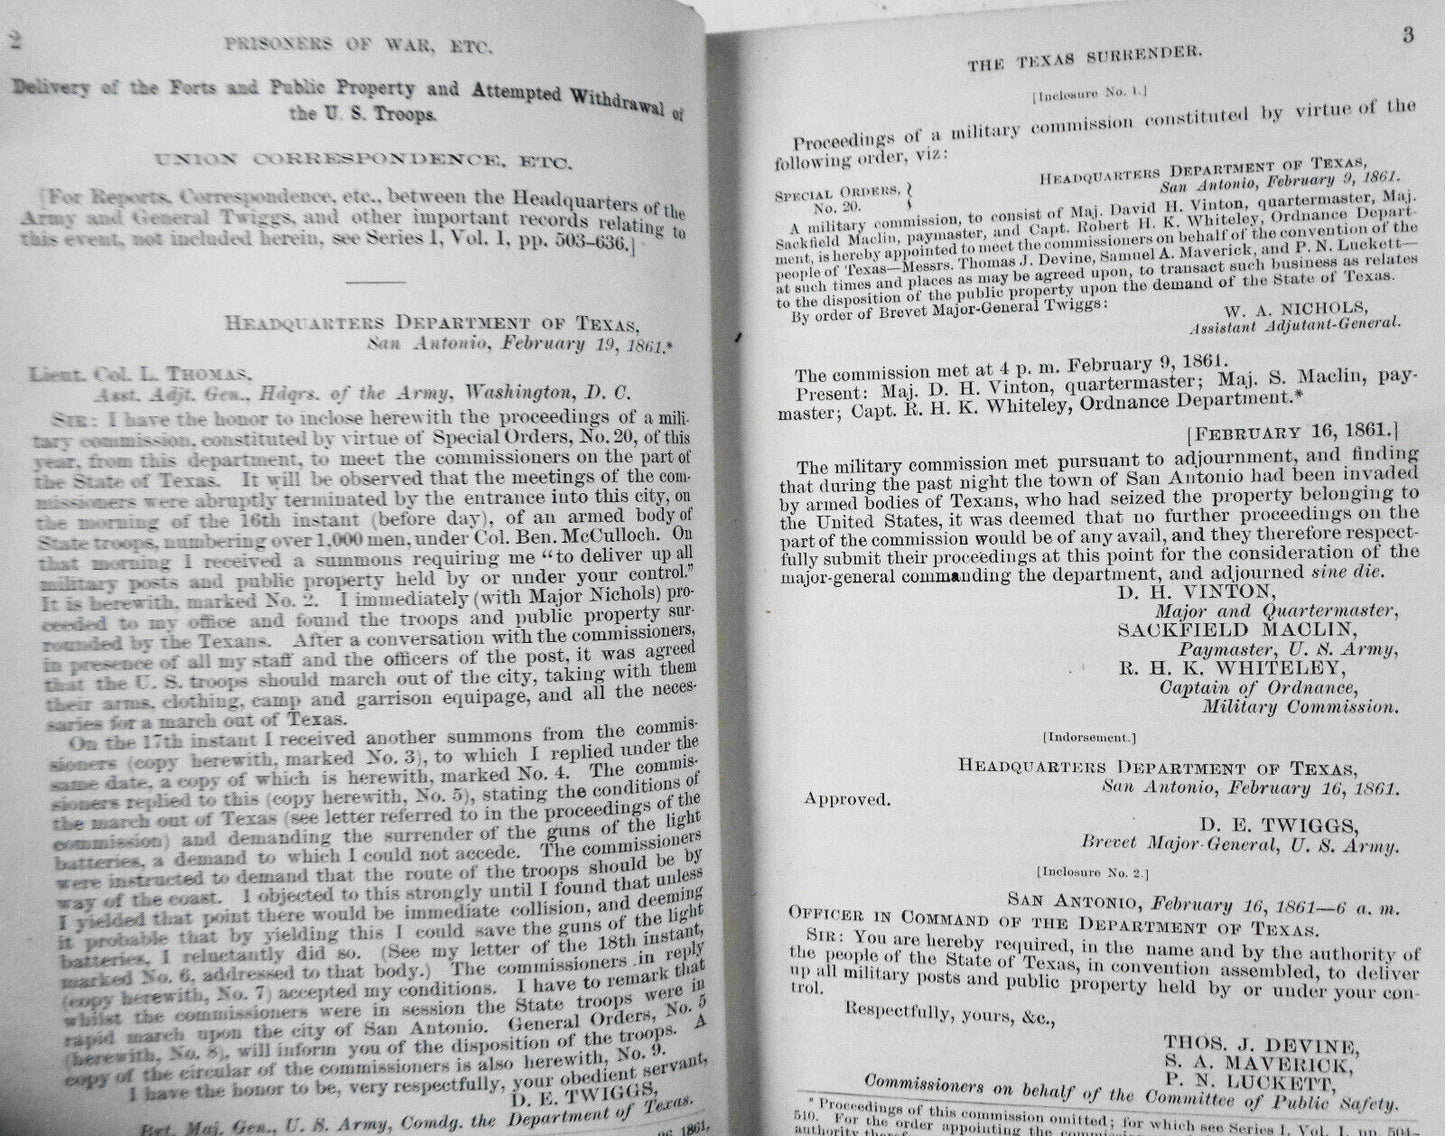 2
PRISONERS OF WAR, ETC.
Delivery of the Forts and Public Property and Attempted Withdrawal of
the U. S. Troops.
UNION CORRESPONDENCE, ETC.
[For Reports, Correspondence, etc., between the Headquarters of the
Army and General Twiggs, and other important records relating to
this event, not included herein, see Series I, Vol. I, pp. 503-636.]
HEADQUARTERS DEPARTMENT OF TEXAS,
San Antonio, February 19, 1861.*
Lieut. Col. L. THOMAS,
Asst. Adjt. Gen., Hdqrs. of the Army, Washington, D. C.
SIR: I have the honor to inclose herewith the proceedings of a mili-
tary commission, constituted by virtue of Special Orders, No. 20, of this
year, from this department, to meet the commissioners on the part of
the State of Texas. It will be observed that the meetings of the com-
missioners were abruptly terminated by the entrance into this city, on
the morning of the 16th instant (before day), of an armed body of
State troops, numbering over 1,000 men, under Col. Ben. McCulloch. On
that morning I received a summons requiring me "to deliver up all
military posts and public property held by or under your control."
It is herewith, marked No. 2. I immediately (with Major Nichols) pro-
ceeded to my office and found the troops and public property sur-
rounded by the Texans. After a conversation with the commissioners,
in presence of all my staff and the officers of the post, it was agreed
that the U. S. troops should march out of the city, taking with them
their arms, clothing, camp and garrison equipage, and all the neces-
saries for a march out of Texas.
On the 17th instant I received another summons from the commis-
sioners (copy herewith, marked No. 3), to which I replied under the
same date, a copy of which is herewith, marked No. 4. The commis-
sioners replied to this (copy herewith, No. 5), stating the conditions of
the march out of Texas (see letter referred to in the proceedings of the
commission) and demanding the surrender of the guns of the light
batteries, a demand to which I could not accede. The commissioners
were instructed to demand that the route of the troops should be by
way of the coast. I objected to this strongly until I found that unless
I yielded that point there would be immediate collision, and deeming
it probable that by yielding this I could save the guns of the light
batteries, I reluctantly did so. (See my letter of the 18th instant,
marked No. 6, addressed to that body.) The commissioners in reply
(copy herewith, No. 7) accepted my conditions. I have to remark that
whilst the commissioners were in session the State troops were in
rapid march upon the city of San Antonio. General Orders, No. 5
(herewith, No. 8), will inform you of the disposition of the troops. A
copy of the circular of the commissioners is also herewith, No. 9.
I have the honor to be, very respectfully, your obedient servant,
D. E. TWIGGS,
Bvt. Maj. Gen., U. S. Army, Comdg. the Department of Texas.
1861,
3
THE TEXAS SURRENDER.
[Inclosure No. 1.]
Proceedings of a military commission constituted by virtue of the
following order, viz:
SPECIAL ORDERS, }
No. 20. }
HEADQUARTERS DEPARTMENT OF TEXAS,
San Antonio, February 9, 1861.
A military commission, to consist of Maj. David H. Vinton, quartermaster, Maj.
Sackfield Maclin, paymaster, and Capt. Robert H. K. Whiteley, Ordnance Depart-
ment, is hereby appointed to meet the commissioners on behalf of the convention of the
people of Texas—Messrs. Thomas J. Devine, Samuel A. Maverick, and P. N. Luckett—
at such times and places as may be agreed upon, to transact such business as relates
to the disposition of the public property upon the demand of the State of Texas.
By order of Brevet Major-General Twiggs:
W. A. NICHOLS,
Assistant Adjutant-General.
The commission met at 4 p. m. February 9, 1861.
Present: Maj. D. H. Vinton, quartermaster; Maj. S. Maclin, pay-
master; Capt. R. H. K. Whiteley, Ordnance Department.*
[FEBRUARY 16, 1861.]
The military commission met pursuant to adjournment, and finding
that during the past night the town of San Antonio had been invaded
by armed bodies of Texans, who had seized the property belonging to
the United States, it was deemed that no further proceedings on the
part of the commission would be of any avail, and they therefore respect-
fully submit their proceedings at this point for the consideration of the
major-general commanding the department, and adjourned sine die.
D. H. VINTON,
Major and Quartermaster,
SACKFIELD MACLIN,
Paymaster, U. S. Army,
R. H. K. WHITELEY,
Captain of Ordnance,
Military Commission.
[Indorsement.]
HEADQUARTERS DEPARTMENT OF TEXAS,
San Antonio, February 16, 1861.
Approved.
D. E. TWIGGS,
Brevet Major-General, U. S. Army.
[Inclosure No. 2.]
SAN ANTONIO, February 16, 1861—6 a. m.
OFFICER IN COMMAND OF THE DEPARTMENT OF TEXAS.
SIR: You are hereby required, in the name and by the authority of
the people of the State of Texas, in convention assembled, to deliver
up all military posts and public property held by or under your con-
trol.
Respectfully, yours, &c.,
THOS. J. DEVINE,
S. A. MAVERICK,
P. N. LUCKETT,
Commissioners on behalf of the Committee of Public Safety.
* Proceedings of this commission omitted; for which see Series I, Vol. I, pp. 504-
510. For the order appointing the
authority